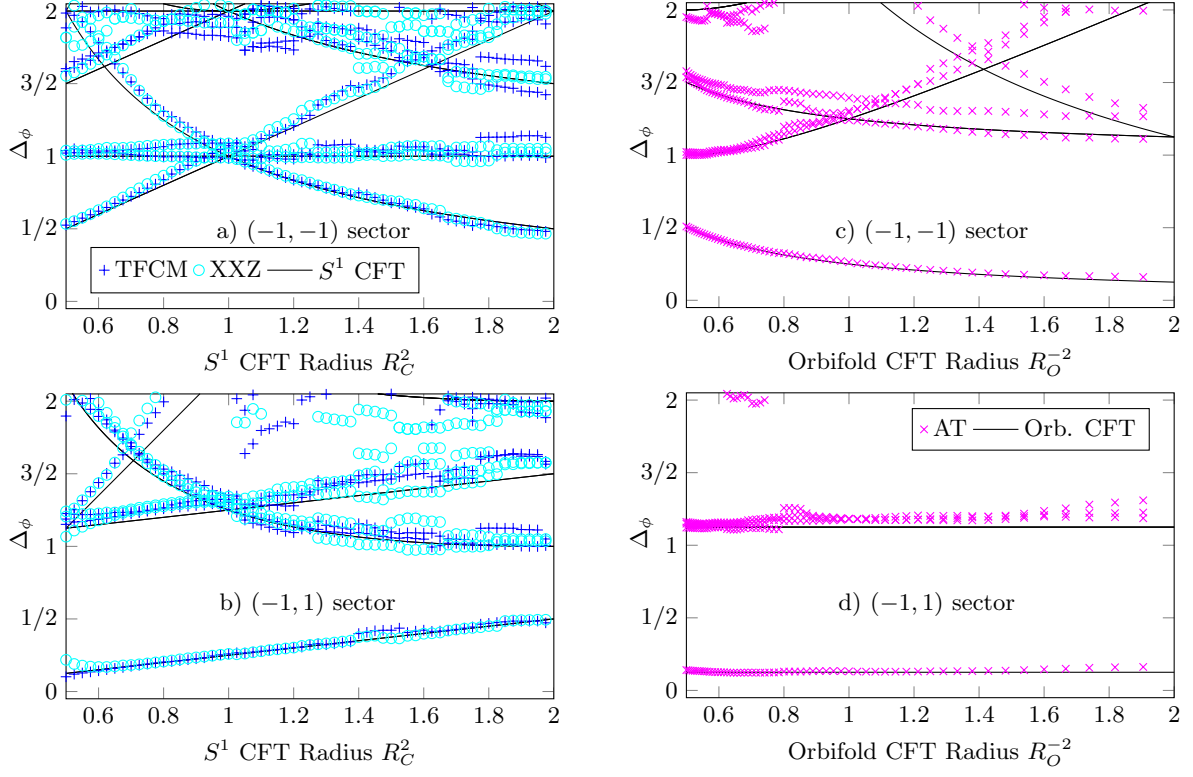 2
3/2
1
1/2
0
Δϕ
a) (−1, −1) sector
TFCM XXZ S¹ CFT
0.6 0.8 1 1.2 1.4 1.6 1.8 2
S¹ CFT Radius R_C^2
2
3/2
1
1/2
0
Δϕ
c) (−1, −1) sector
0.6 0.8 1 1.2 1.4 1.6 1.8 2
Orbifold CFT Radius R_O^{−2}
2
3/2
1
1/2
0
Δϕ
b) (−1, 1) sector
0.6 0.8 1 1.2 1.4 1.6 1.8 2
S¹ CFT Radius R_C^2
2
3/2
1
1/2
0
Δϕ
AT Orb. CFT
d) (−1, 1) sector
0.6 0.8 1 1.2 1.4 1.6 1.8 2
Orbifold CFT Radius R_O^{−2}